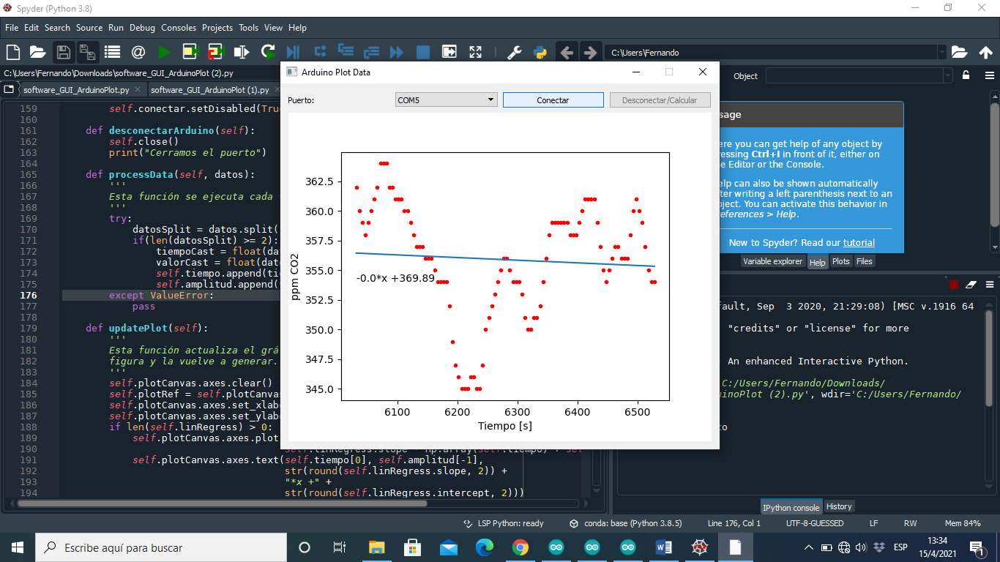 Spyder (Python 3.8)
File Edit Search Source Run Debug Consoles Projects Tools View Help
C:\Users\Fernando
C:\Users\Fernando\Downloads\software_GUI_ArduinoPlot (2).py
software_GUI_ArduinoPlot.py
software_GUI_ArduinoPlot (1).py
159 self.conectar.setDisabled(Tru
160
161 def desconectarArduino(self):
162 self.close()
163 print("Cerramos el puerto")
164
165 def processData(self, datos):
166 '''
167 Esta función se ejecuta cada
168 '''
169 try:
170 datosSplit = datos.split(
171 if(len(datosSplit) >= 2):
172 tiempoCast = float(dat
173 valorCast = float(dat
174 self.tiempo.append(tie
175 self.amplitud.append(
176 except ValueError:
177 pass
178
179 def updatePlot(self):
180 '''
181 Esta función actualiza el grá
182 figura y la vuelve a generar.
183 '''
184 self.plotCanvas.axes.clear()
185 self.plotRef = self.plotCanvas
186 self.plotCanvas.axes.set_xlabe
187 self.plotCanvas.axes.set_ylabe
188 if len(self.linRegress) > 0:
189 self.plotCanvas.axes.plot
190 self.linRegress.slope * np.array(self.tiempo) + sel
191 self.plotCanvas.axes.text(self.tiempo[0], self.amplitud[-1],
192 str(round(self.linRegress.slope, 2)) +
193 "*x +" +
194 str(round(self.linRegress.intercept, 2)))
Arduino Plot Data
Puerto:
COM5
Conectar
Desconectar/Calcular
362.5
360.0
357.5
355.0
352.5
350.0
347.5
345.0
ppm CO2
-0.0*x +369.89
6100 6200 6300 6400 6500
Tiempo [s]
Object
sage
ere you can get help of any object by
essing Ctrl+I in front of it, either on
e Editor or the Console.
elp can also be shown automatically
ter writing a left parenthesis next to an
bject. You can activate this behavior in
eferences > Help.
New to Spyder? Read our tutorial
Variable explorer Help Plots Files
fault, Sep 3 2020, 21:29:08) [MSC v.1916 64
"credits" or "license" for more
An enhanced Interactive Python.
C:/Users/Fernando/Downloads/
uinoPlot (2).py', wdir='C:/Users/Fernando/
to
IPython console History
LSP Python: ready
conda: base (Python 3.8.5)
Line 176, Col 1
UTF-8-GUESSED
LF
RW
Mem 84%
Escribe aquí para buscar
ESP
13:34
15/4/2021
1